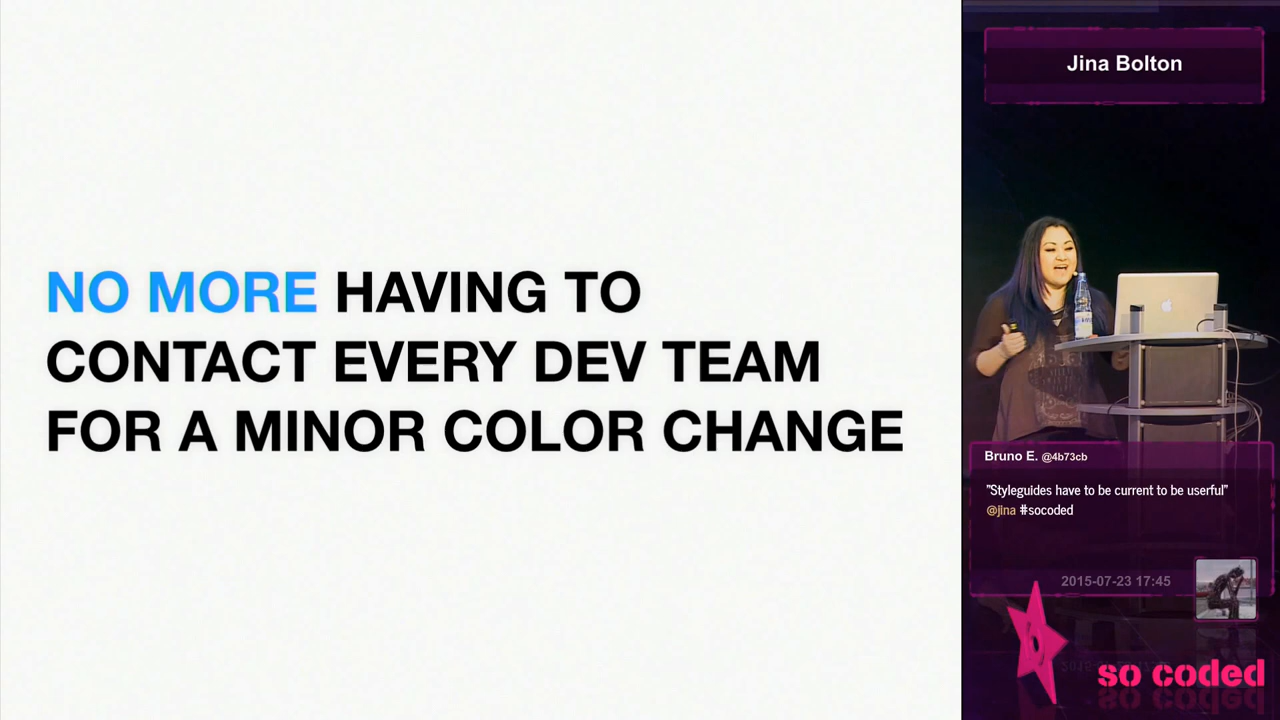 NO MORE HAVING TO
CONTACT EVERY DEV TEAM
FOR A MINOR COLOR CHANGE
Jina Bolton
Bruno E. @4b73cb
"Styleguides have to be current to be userful"
@jina #socoded
2015-07-23 17:45
so coded